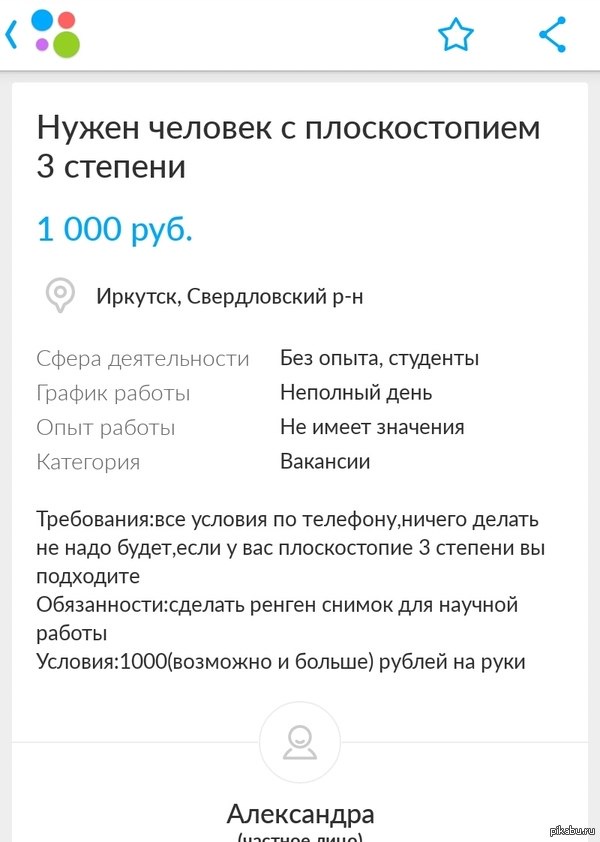 Нужен человек с плоскостопием
3 степени
1 000 руб.
Иркутск, Свердловский р-н
Сфера деятельности Без опыта, студенты
График работы Неполный день
Опыт работы Не имеет значения
Категория Вакансии
Требования:все условия по телефону,ничего делать
не надо будет,если у вас плоскостопие 3 степени вы
подходите
Обязанности:сделать ренген снимок для научной
работы
Условия:1000(возможно и больше) рублей на руки
Александра
(частное лицо)
pikabu.ru